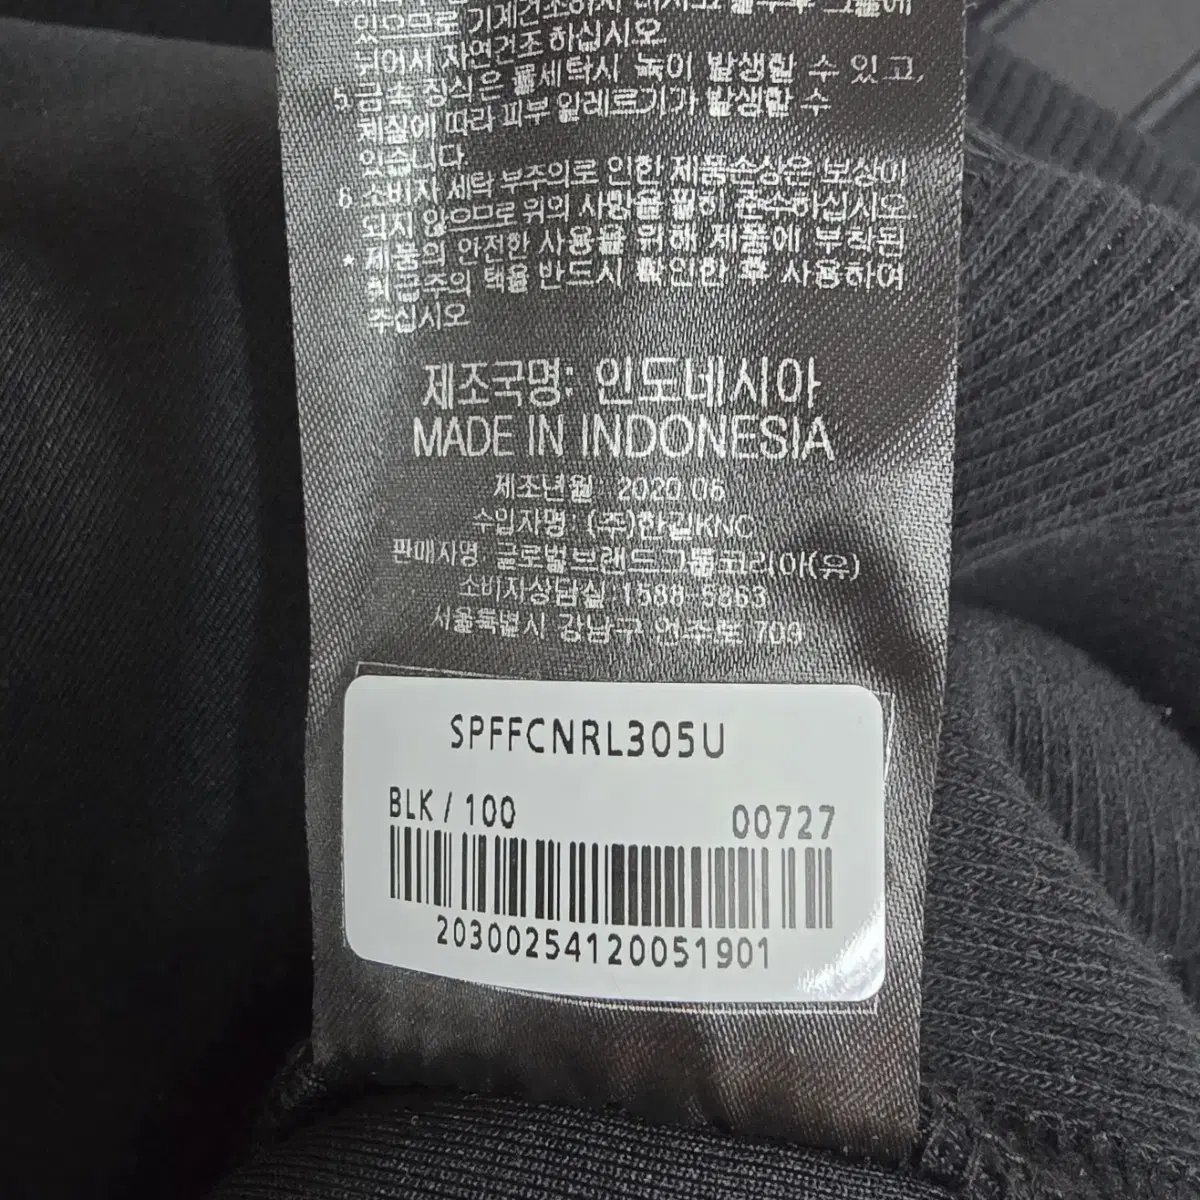 있으므로 기계건조하지 마시고
뉘어서 자연건조 하십시오
5 금속 장식은 물세탁시 녹이 발생할 수 있고,
체질에 따라 피부 알레르기가 발생할 수
있습니다
6 소비자 세탁 부주의로 인한 제품손상은 보상이
되지 않으므로 위의 사항을 필히 준수하십시오
* 제품의 안전한 사용을 위해 제품에 부착된
취급주의 택을 반드시 확인한 후 사용하여
주십시오
제조국명: 인도네시아
MADE IN INDONESIA
제조년월 2020.06
수입자명: (주)한길KNC
판매자명 글로벌브랜드그룹코리아(유)
소비자상담실 1588-5863
서울특별시 강남구 언주로 709
SPFFCNRL305U
BLK / 100 00727
20300254120051901